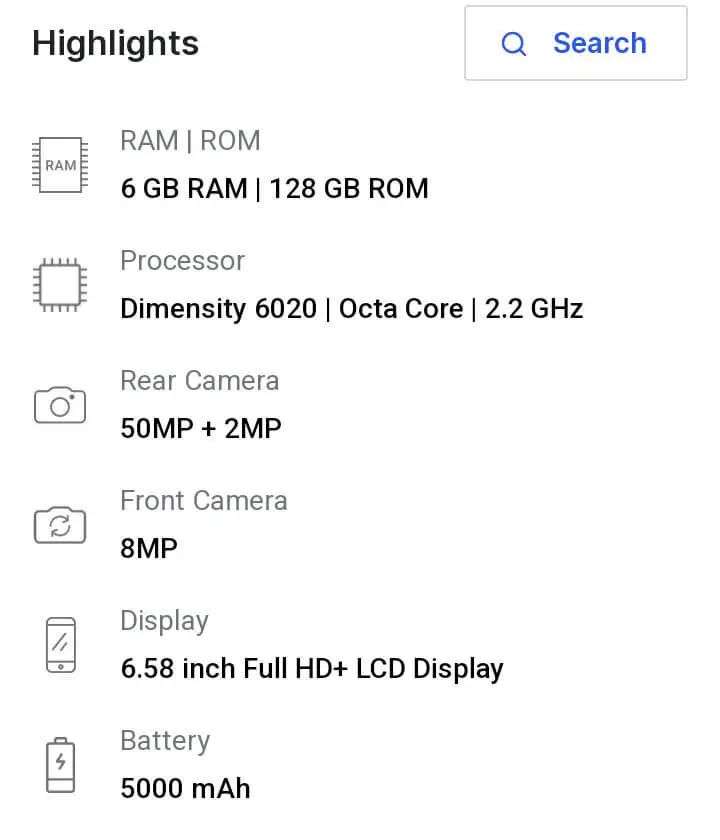 Highlights
Search
RAM | ROM
RAM
6 GB RAM | 128 GB ROM
Processor
Dimensity 6020 | Octa Core | 2.2 GHz
Rear Camera
50MP + 2MP
Front Camera
8MP
Display
6.58 inch Full HD+ LCD Display
Battery
5000 mAh